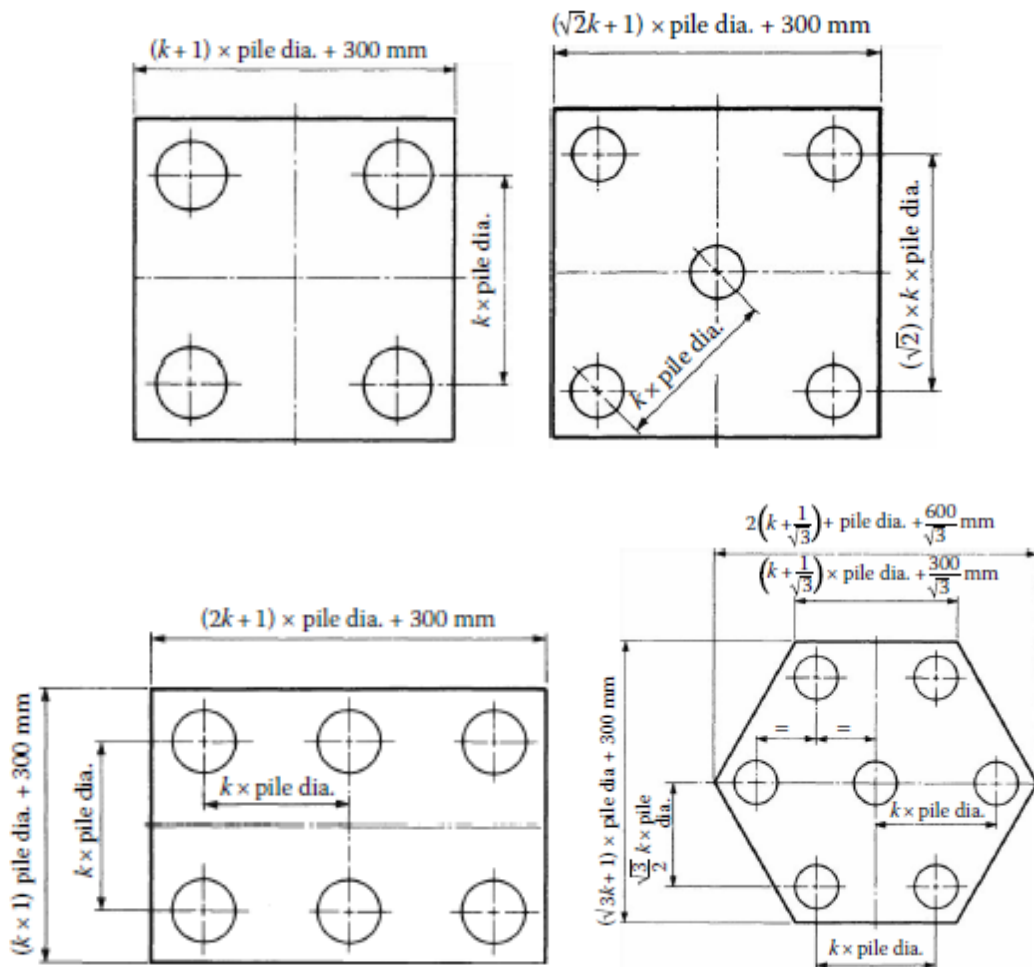 (k + 1) × pile dia. + 300 mm
k × pile dia.
(√2k + 1) × pile dia. + 300 mm
k × pile dia.
(√2) × k × pile dia.
(2k + 1) × pile dia. + 300 mm
(k × 1) pile dia. + 300 mm
k × pile dia.
k × pile dia.
2(k + 1/√3) + pile dia. + 600/√3 mm
(k + 1/√3) × pile dia. + 300/√3 mm
(√3k + 1) × pile dia + 300 mm
= =
√3/2 k × pile
dia.
k × pile dia.
k × pile dia.